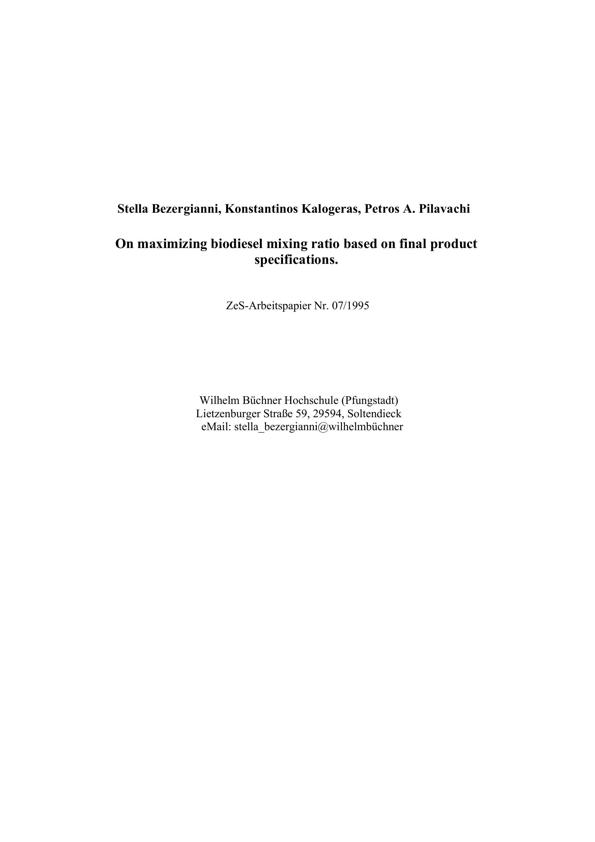 Stella Bezergianni, Konstantinos Kalogeras, Petros A. Pilavachi
On maximizing biodiesel mixing ratio based on final product
specifications.
ZeS-Arbeitspapier Nr. 07/1995
Wilhelm Büchner Hochschule (Pfungstadt)
Lietzenburger Straße 59, 29594, Soltendieck
eMail: stella_bezergianni@wilhelmbüchner